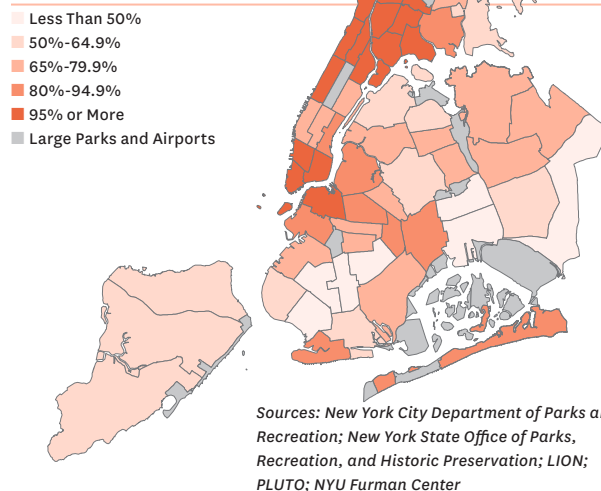 Less Than 50%
50%-64.9%
65%-79.9%
80%-94.9%
95% or More
Large Parks and Airports
Sources: New York City Department of Parks
Recreation; New York State Office of Parks,
Recreation, and Historic Preservation; LION;
PLUTO; NYU Furman Center